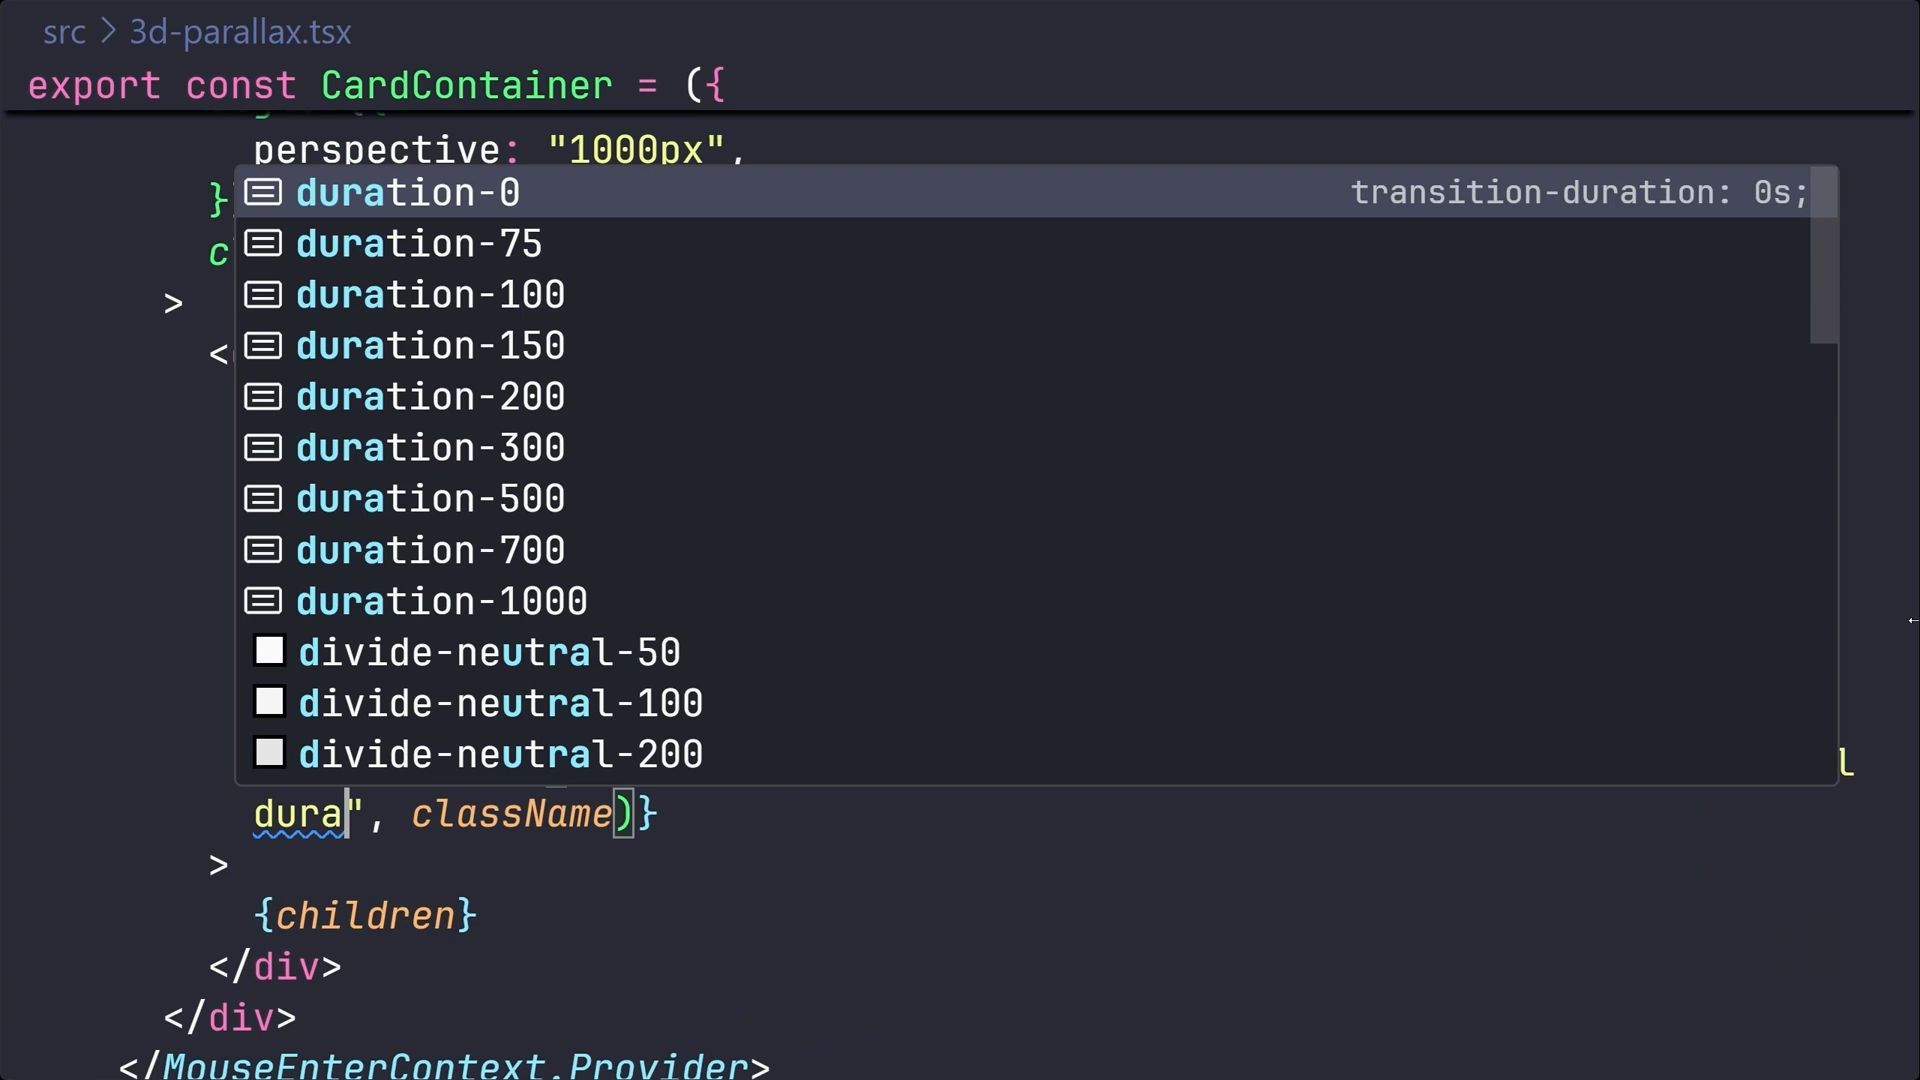 src > 3d-parallax.tsx
export const CardContainer = ({
perspective: "1000px",
}
duration-0 transition-duration: 0s;
c
duration-75
>
duration-100
<
duration-150
duration-200
duration-300
duration-500
duration-700
duration-1000
divide-neutral-50
divide-neutral-100
divide-neutral-200
l
dura", className)}
>
{children}
</div>
</div>
</MouseEnterContext.Provider>